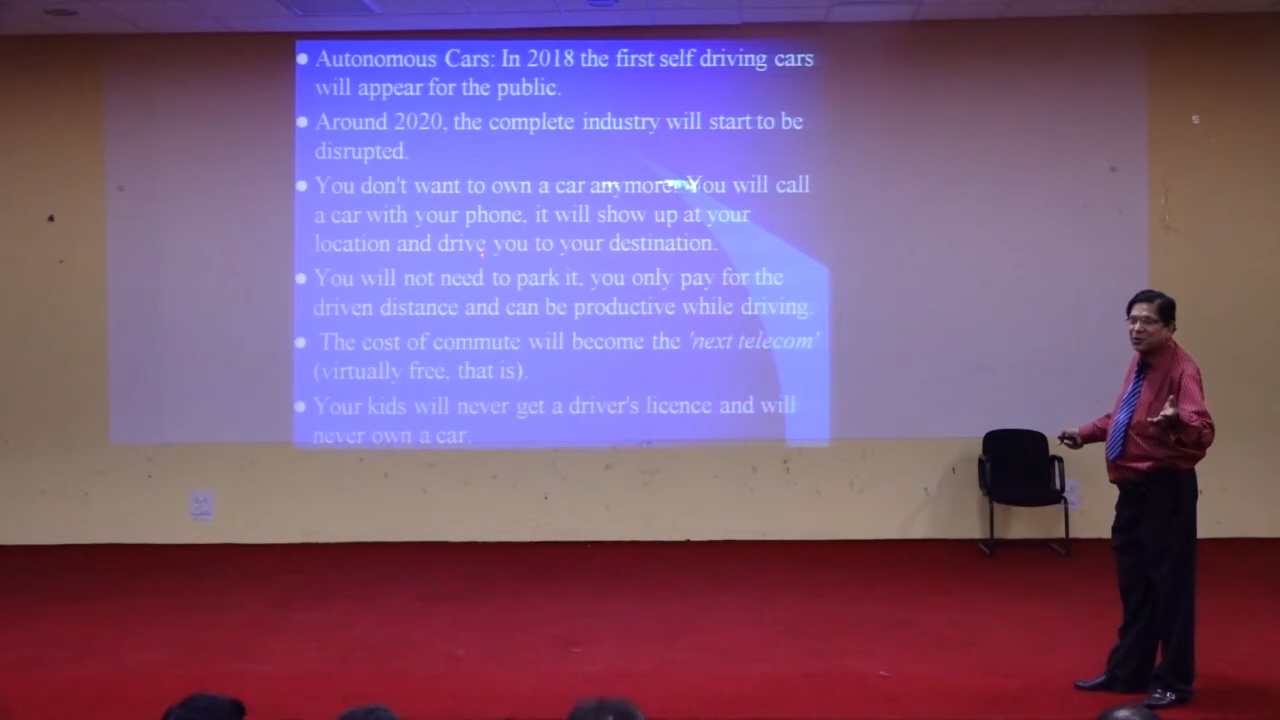 ● Autonomous Cars: In 2018 the first self driving cars
will appear for the public.
● Around 2020, the complete industry will start to be
disrupted.
● You don't want to own a car anymore. You will call
a car with your phone, it will show up at your
location and drive you to your destination.
● You will not need to park it, you only pay for the
driven distance and can be productive while driving.
● The cost of commute will become the 'next telecom'
(virtually free, that is).
● Your kids will never get a driver's licence and will
never own a car.